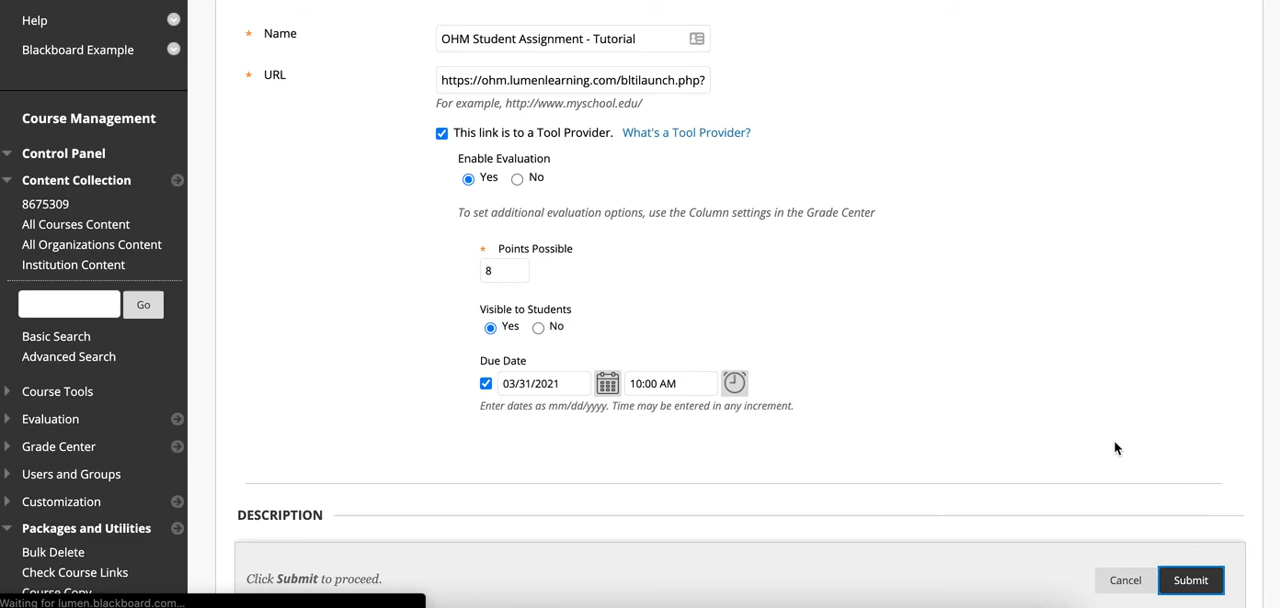 Help
Blackboard Example
Course Management
Control Panel
Content Collection
8675309
All Courses Content
All Organizations Content
Institution Content
Go
Basic Search
Advanced Search
Course Tools
Evaluation
Grade Center
Users and Groups
Customization
Packages and Utilities
Bulk Delete
Check Course Links
Course Copy
Waiting for lumen.blackboard.com...
* Name
OHM Student Assignment - Tutorial
* URL
https://ohm.lumenlearning.com/bltilaunch.php?
For example, http://www.myschool.edu/
This link is to a Tool Provider. What's a Tool Provider?
Enable Evaluation
Yes No
To set additional evaluation options, use the Column settings in the Grade Center
* Points Possible
8
Visible to Students
Yes No
Due Date
03/31/2021 10:00 AM
Enter dates as mm/dd/yyyy. Time may be entered in any increment.
DESCRIPTION
Click Submit to proceed.
Cancel Submit